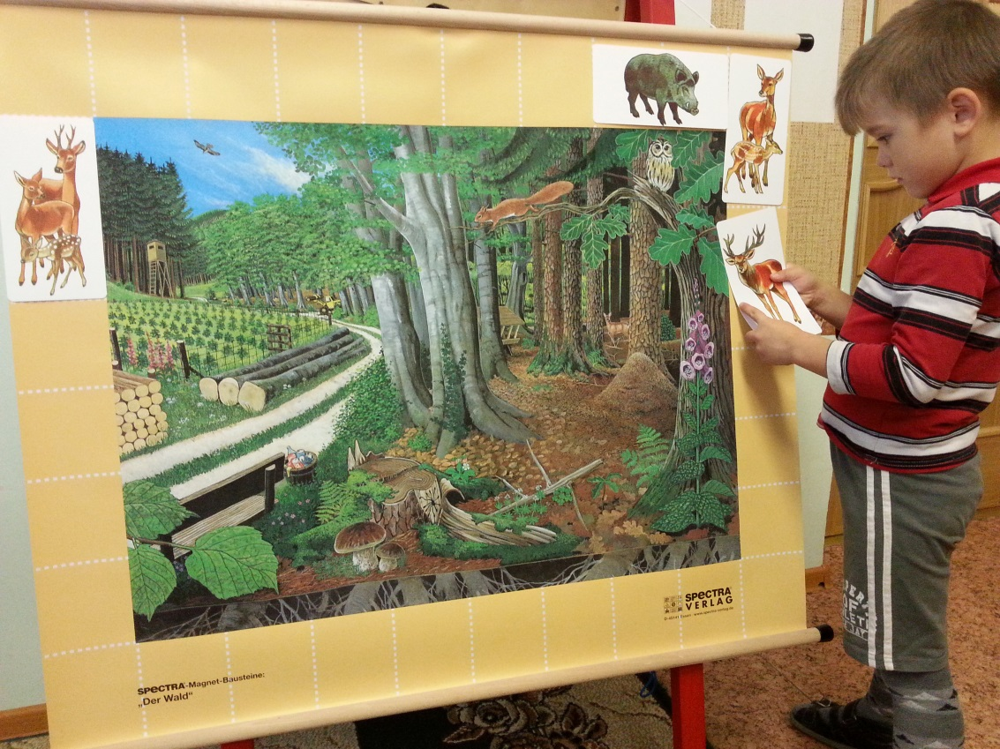 SPECTRA
VERLAG
SPECTRA-Magnet-Bausteine:
„Der Wald“